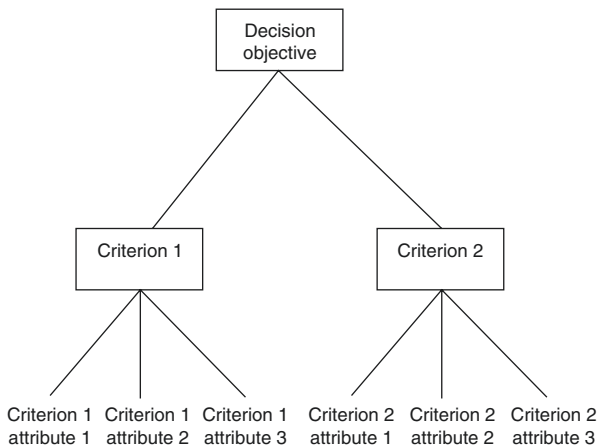 Decision
objective
Criterion 1
Criterion 2
Criterion 1
attribute 1
Criterion 1
attribute 2
Criterion 1
attribute 3
Criterion 2
attribute 1
Criterion 2
attribute 2
Criterion 2
attribute 3